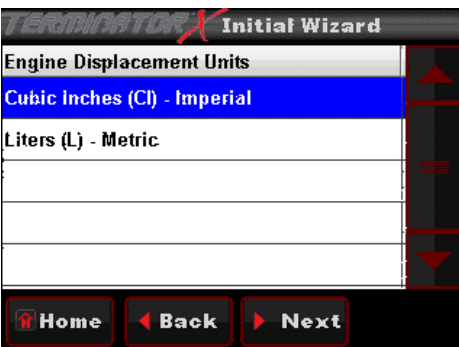 TERMINATOR X Initial Wizard
Engine Displacement Units
Cubic Inches (CI) - Imperial
Liters (L) - Metric
Home Back Next